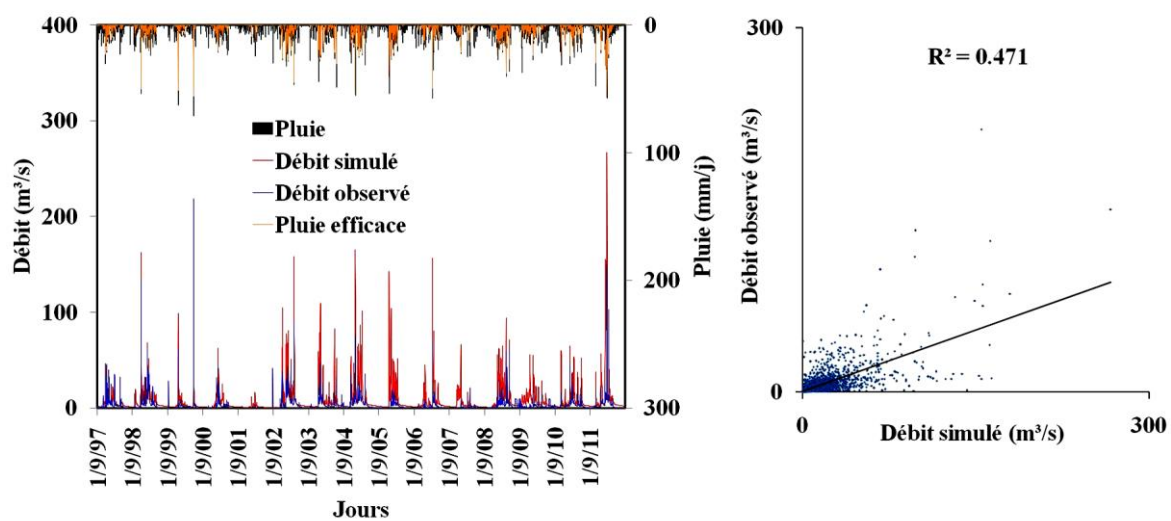 400
300
200
100
0
Débit (m³/s)
Pluie
Débit simulé
Débit observé
Pluie efficace
0
100
200
300
Pluie (mm/j)
1/9/97
1/9/98
1/9/99
1/9/00
1/9/01
1/9/02
1/9/03
1/9/04
1/9/05
1/9/06
1/9/07
1/9/08
1/9/09
1/9/10
1/9/11
Jours
300
R² = 0.471
Débit observé (m³/s)
0
0
300
Débit simulé (m³/s)